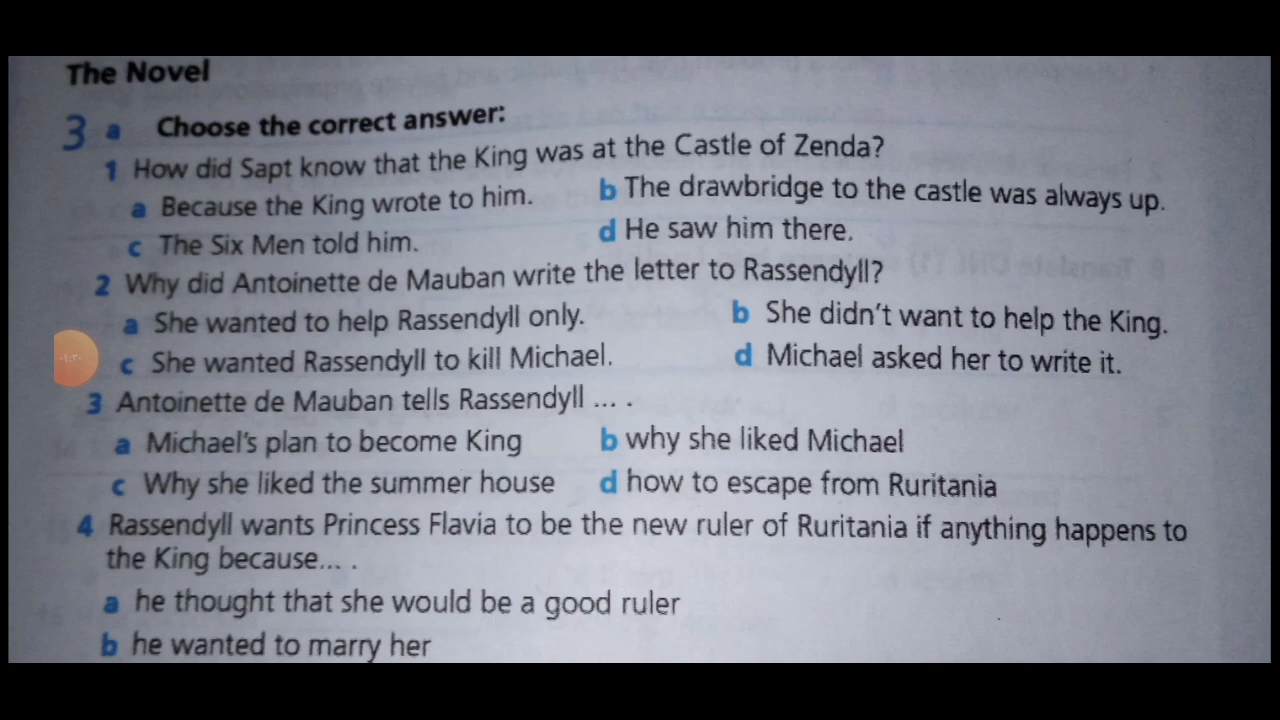 The Novel
3 a Choose the correct answer:
1 How did Sapt know that the King was at the Castle of Zenda?
a Because the King wrote to him. b The drawbridge to the castle was always up.
c The Six Men told him. d He saw him there.
2 Why did Antoinette de Mauban write the letter to Rassendyll?
a She wanted to help Rassendyll only. b She didn't want to help the King.
c She wanted Rassendyll to kill Michael. d Michael asked her to write it.
3 Antoinette de Mauban tells Rassendyll ... .
a Michael's plan to become King b why she liked Michael
c Why she liked the summer house d how to escape from Ruritania
4 Rassendyll wants Princess Flavia to be the new ruler of Ruritania if anything happens to
the King because... .
a he thought that she would be a good ruler
b he wanted to marry her